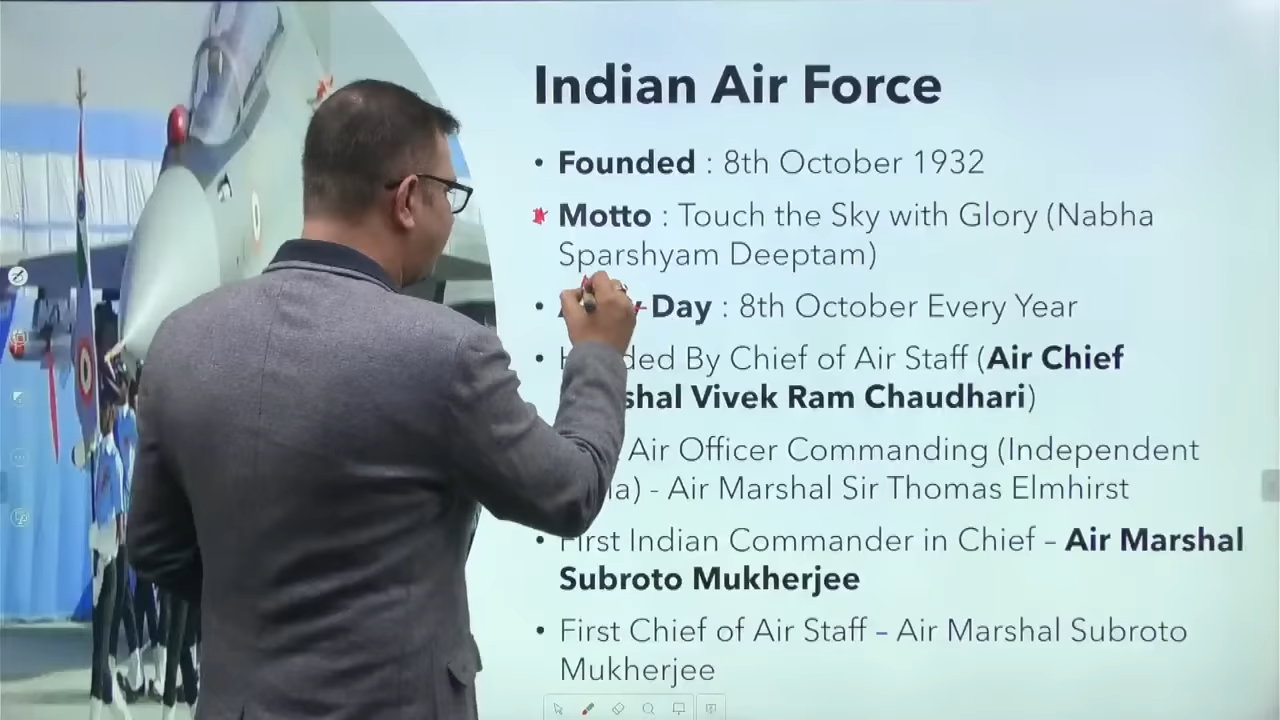 Indian Air Force
• Founded : 8th October 1932
Motto : Touch the Sky with Glory (Nabha
Sparshyam Deeptam)
• Day : 8th October Every Year
• By Chief of Air Staff (Air Chief
Vivek Ram Chaudhari)
Air Officer Commanding (Independent
- Air Marshal Sir Thomas Elmhirst
• First Indian Commander in Chief – Air Marshal
Subroto Mukherjee
• First Chief of Air Staff – Air Marshal Subroto
Mukherjee